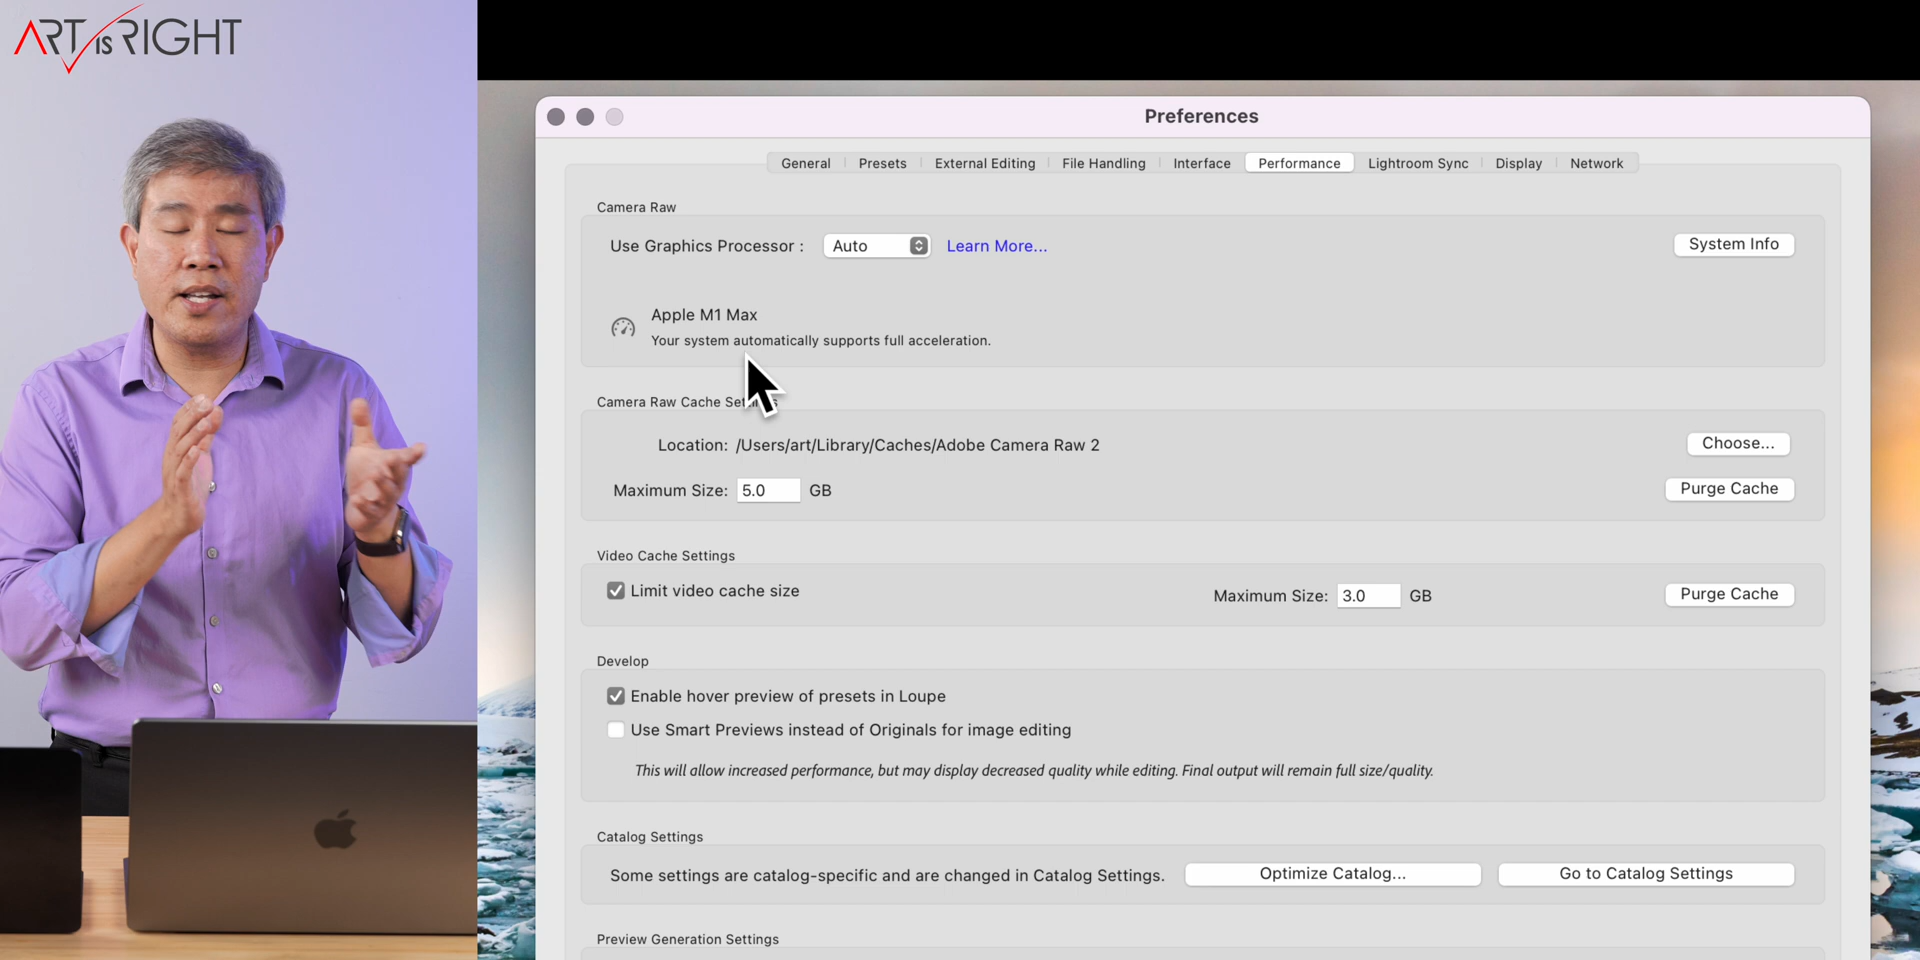 ART is RIGHT
Preferences
General Presets External Editing File Handling Interface Performance Lightroom Sync Display Network
Camera Raw
Use Graphics Processor : Auto Learn More... System Info
Apple M1 Max
Your system automatically supports full acceleration.
Camera Raw Cache Settings
Location: /Users/art/Library/Caches/Adobe Camera Raw 2 Choose...
Maximum Size: 5.0 GB Purge Cache
Video Cache Settings
Limit video cache size Maximum Size: 3.0 GB Purge Cache
Develop
Enable hover preview of presets in Loupe
Use Smart Previews instead of Originals for image editing
This will allow increased performance, but may display decreased quality while editing. Final output will remain full size/quality.
Catalog Settings
Some settings are catalog-specific and are changed in Catalog Settings. Optimize Catalog... Go to Catalog Settings
Preview Generation Settings